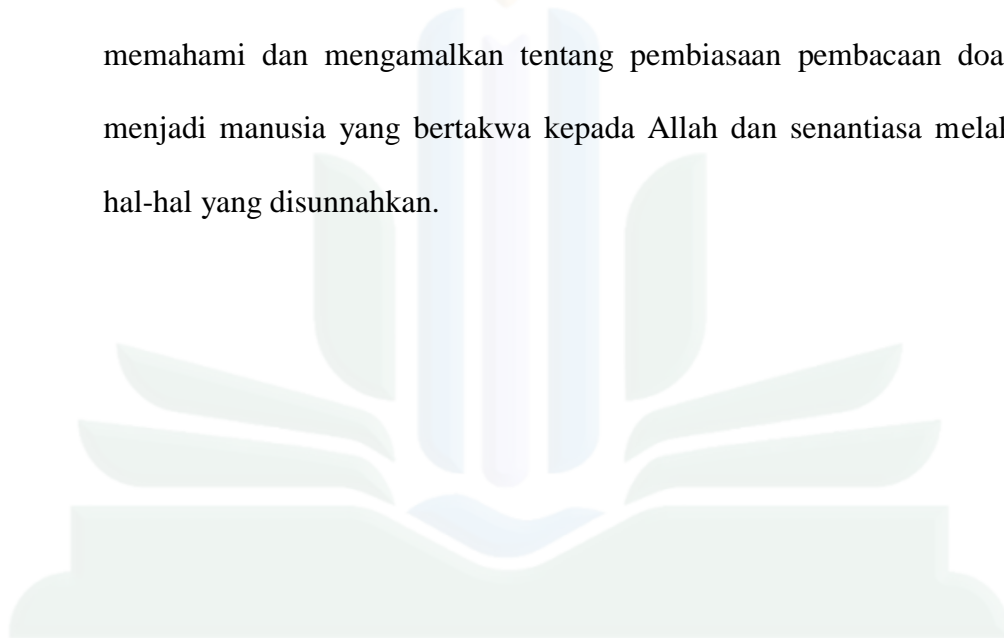 memahami dan mengamalkan tentang pembiasaan pembacaan doa
menjadi manusia yang bertakwa kepada Allah dan senantiasa
hal-hal yang disunnahkan.